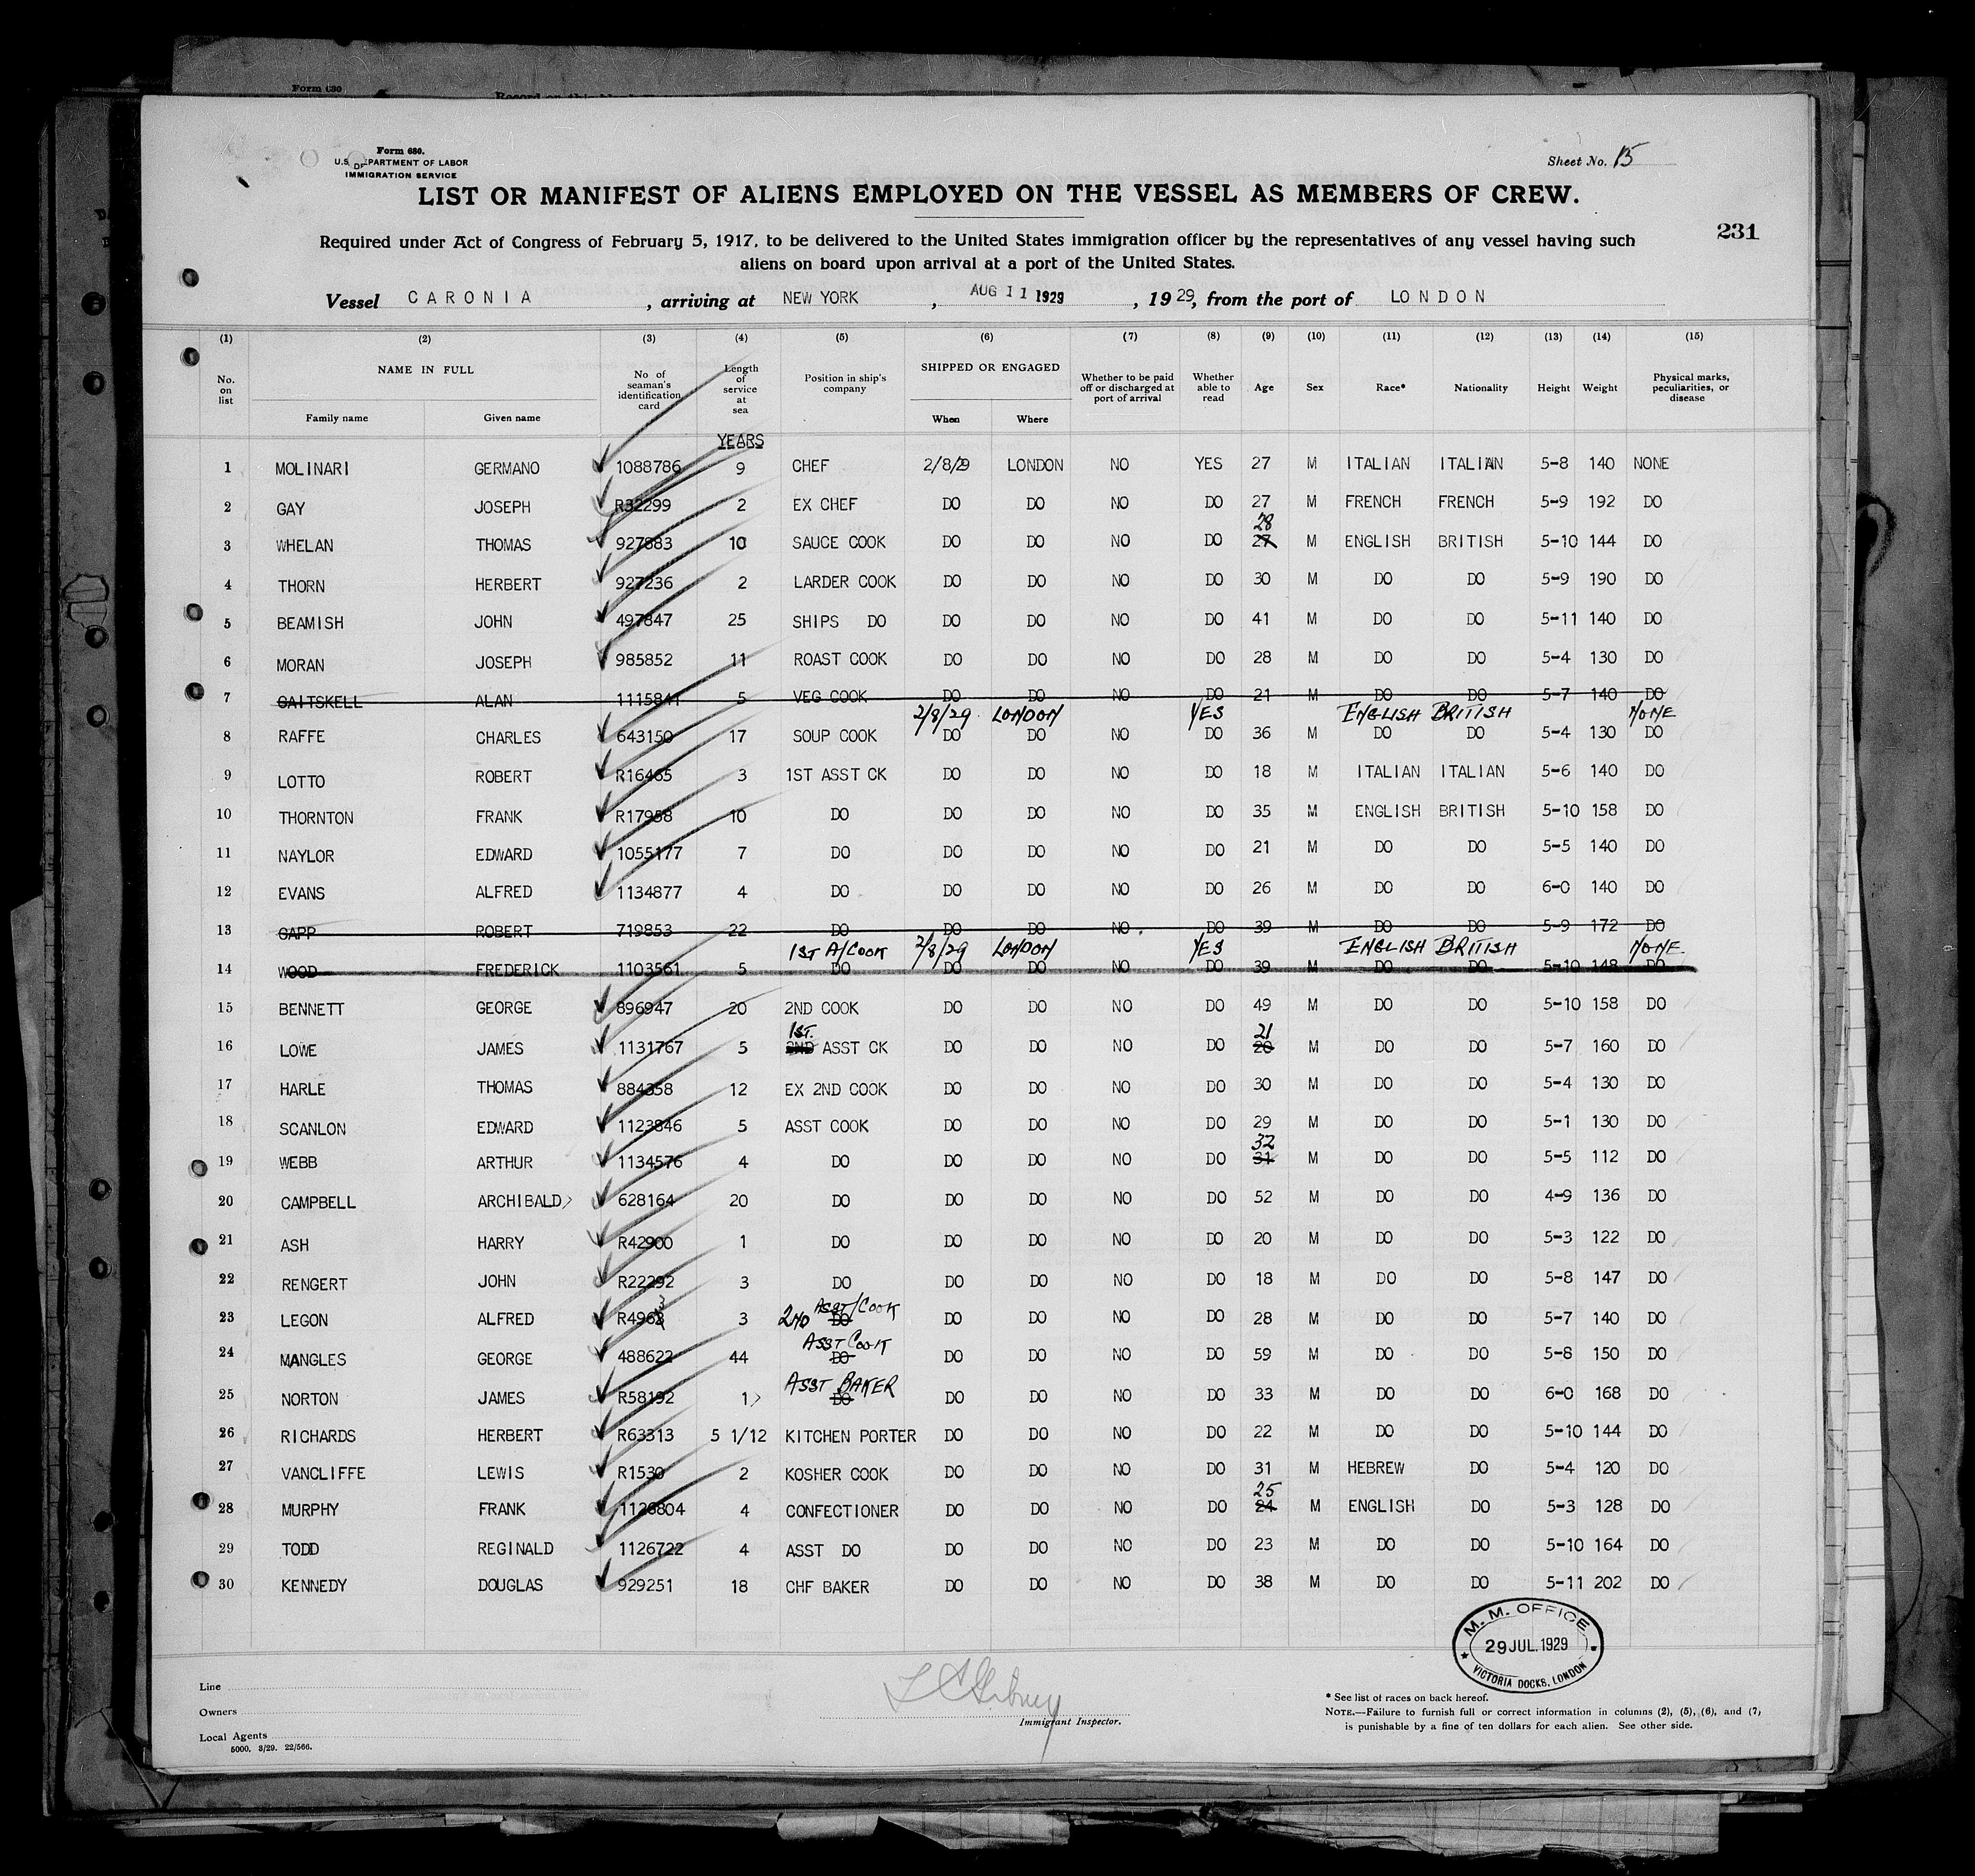 Form 630
Form 680.
U.S. DEPARTMENT OF LABOR
IMMIGRATION SERVICE
Sheet No. 15
LIST OR MANIFEST OF ALIENS EMPLOYED ON THE VESSEL AS MEMBERS OF CREW.
231
Required under Act of Congress of February 5, 1917, to be delivered to the United States immigration officer by the representatives of any vessel having such
aliens on board upon arrival at a port of the United States.
Vessel CARONIA, arriving at NEW YORK, AUG 11 1929, 1929, from the port of LONDON
(1) (2) (3) (4) (5) (6) (7) (8) (9) (10) (11) (12) (13) (14) (15)
No. on list NAME IN FULL Family name Given name No. of seaman's identification card Length of service at sea Position in ship's company SHIPPED OR ENGAGED When Where Whether to be paid off or discharged at port of arrival Whether able to read Age Sex Race* Nationality Height Weight Physical marks, peculiarities, or disease
YEARS
1 MOLINARI GERMANO 1088786 9 CHEF 2/8/29 LONDON NO YES 27 M ITALIAN ITALIAN 5-8 140 NONE
2 GAY JOSEPH R32299 2 EX CHEF DO DO NO DO 27 M FRENCH FRENCH 5-9 192 DO
28
3 WHELAN THOMAS 927883 10 SAUCE COOK DO DO NO DO 27 M ENGLISH BRITISH 5-10 144 DO
4 THORN HERBERT 927236 2 LARDER COOK DO DO NO DO 30 M DO DO 5-9 190 DO
5 BEAMISH JOHN 497847 25 SHIPS DO DO DO NO DO 41 M DO DO 5-11 140 DO
6 MORAN JOSEPH 985852 11 ROAST COOK DO DO NO DO 28 M DO DO 5-4 130 DO
7 GAITSKELL ALAN 1115841 5 VEG COOK DO DO NO DO 21 M DO DO 5-7 140 DO
2/8/29 LONDON YES ENGLISH BRITISH NONE
8 RAFFE CHARLES 643150 17 SOUP COOK DO DO NO DO 36 M DO DO 5-4 130 DO
9 LOTTO ROBERT R16465 3 1ST ASST CK DO DO NO DO 18 M ITALIAN ITALIAN 5-6 140 DO
10 THORNTON FRANK R17958 10 DO DO DO NO DO 35 M ENGLISH BRITISH 5-10 158 DO
11 NAYLOR EDWARD 1055177 7 DO DO DO NO DO 21 M DO DO 5-5 140 DO
12 EVANS ALFRED 1134877 4 DO DO DO NO DO 26 M DO DO 6-0 140 DO
13 GAPP ROBERT 719853 22 DO DO DO NO. DO 39 M DO DO 5-9 172 DO
1ST A/COOK 2/8/29 LONDON YES ENGLISH BRITISH NONE
14 WOOD FREDERICK 1103561 5 DO DO DO NO DO 39 M DO DO 5-10 148 DO
15 BENNETT GEORGE 896947 20 2ND COOK DO DO NO DO 49 M DO DO 5-10 158 DO
1ST. 21
16 LOWE JAMES 1131767 5 2ND ASST CK DO DO NO DO 20 M DO DO 5-7 160 DO
17 HARLE THOMAS 884358 12 EX 2ND COOK DO DO NO DO 30 M DO DO 5-4 130 DO
18 SCANLON EDWARD 1123846 5 ASST COOK DO DO NO DO 29 M DO DO 5-1 130 DO
32
19 WEBB ARTHUR 1134576 4 DO DO DO NO DO 31 M DO DO 5-5 112 DO
20 CAMPBELL ARCHIBALD 628164 20 DO DO DO NO DO 52 M DO DO 4-9 136 DO
21 ASH HARRY R42900 1 DO DO DO NO DO 20 M DO DO 5-3 122 DO
22 RENGERT JOHN R22292 3 DO DO DO NO DO 18 M DO DO 5-8 147 DO
3 2ND ASST/COOK
23 LEGON ALFRED R4963 3 DO DO DO NO DO 28 M DO DO 5-7 140 DO
ASST COOK
24 MANGLES GEORGE 488622 44 DO DO DO NO DO 59 M DO DO 5-8 150 DO
ASST BAKER
25 NORTON JAMES R58192 1 DO DO DO NO DO 33 M DO DO 6-0 168 DO
26 RICHARDS HERBERT R63313 5 1/12 KITCHEN PORTER DO DO NO DO 22 M DO DO 5-10 144 DO
27 VANCLIFFE LEWIS R1530 2 KOSHER COOK DO DO NO DO 31 M HEBREW DO 5-4 120 DO
25
28 MURPHY FRANK 1128804 4 CONFECTIONER DO DO NO DO 24 M ENGLISH DO 5-3 128 DO
29 TODD REGINALD 1126722 4 ASST DO DO DO NO DO 23 M DO DO 5-10 164 DO
30 KENNEDY DOUGLAS 929251 18 CHF BAKER DO DO NO DO 38 M DO DO 5-11 202 DO
M. M. OFFICE
29 JUL. 1929
VICTORIA DOCKS, LONDON
Line
Owners
Local Agents
5000. 3/29. 22/566.
Immigrant Inspector.
* See list of races on back hereof.
NOTE.—Failure to furnish full or correct information in columns (2), (5), (6), and (7)
is punishable by a fine of ten dollars for each alien. See other side.